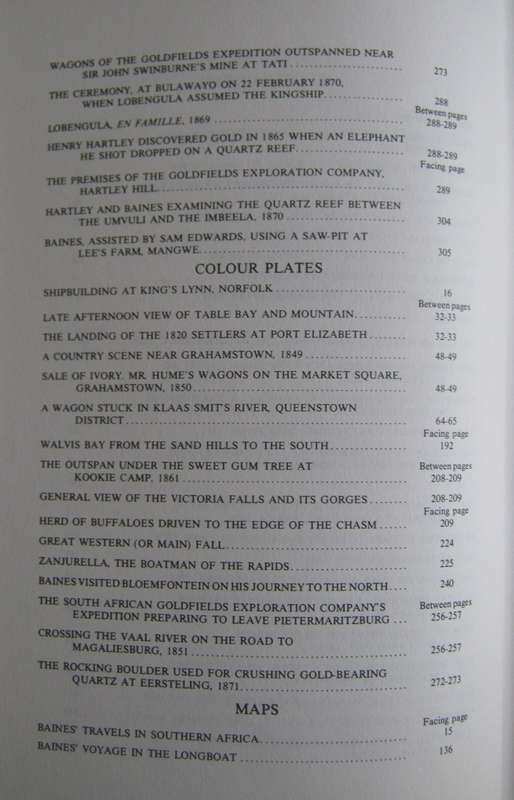 WAGONS OF THE GOLDFIELDS EXPEDITION OUTSPANNED NEAR
SIR JOHN SWINBURNE'S MINE AT TATI ........................ 273
THE CEREMONY, AT BULAWAYO ON 22 FEBRUARY 1870,
WHEN LOBENGULA ASSUMED THE KINGSHIP................. 288
Between pages
LOBENGULA, EN FAMILLE, 1869 ........................................ 288-289
HENRY HARTLEY DISCOVERED GOLD IN 1865 WHEN AN ELEPHANT
HE SHOT DROPPED ON A QUARTZ REEF....................... 288-289
Facing page
THE PREMISES OF THE GOLDFIELDS EXPLORATION COMPANY,
HARTLEY HILL..................................................... 289
HARTLEY AND BAINES EXAMINING THE QUARTZ REEF BETWEEN
THE UMVULI AND THE IMBEELA, 1870 ......................... 304
BAINES, ASSISTED BY SAM EDWARDS, USING A SAW-PIT AT
LEE'S FARM, MANGWE............................................ 305
COLOUR PLATES
SHIPBUILDING AT KING'S LYNN, NORFOLK ............................ 16
Between pages
LATE AFTERNOON VIEW OF TABLE BAY AND MOUNTAIN........... 32-33
THE LANDING OF THE 1820 SETTLERS AT PORT ELIZABETH ........ 32-33
A COUNTRY SCENE NEAR GRAHAMSTOWN, 1849 ..................... 48-49
SALE OF IVORY. MR. HUME'S WAGONS ON THE MARKET SQUARE,
GRAHAMSTOWN, 1850............................................. 48-49
A WAGON STUCK IN KLAAS SMIT'S RIVER, QUEENSTOWN
DISTRICT............................................................ 64-65
Facing page
WALVIS BAY FROM THE SAND HILLS TO THE SOUTH................. 192
THE OUTSPAN UNDER THE SWEET GUM TREE AT Between pages
KOOKIE CAMP, 1861................................................ 208-209
GENERAL VIEW OF THE VICTORIA FALLS AND ITS GORGES........ 208-209
Facing page
HERD OF BUFFALOES DRIVEN TO THE EDGE OF THE CHASM ...... 209
GREAT WESTERN (OR MAIN) FALL....................................... 224
ZANJURELLA, THE BOATMAN OF THE RAPIDS......................... 225
BAINES VISITED BLOEMFONTEIN ON HIS JOURNEY TO THE NORTH.... 240
THE SOUTH AFRICAN GOLDFIELDS EXPLORATION COMPANY'S Between pages
EXPEDITION PREPARING TO LEAVE PIETERMARITZBURG ... 256-257
CROSSING THE VAAL RIVER ON THE ROAD TO
MAGALIESBURG, 1851.............................................. 256-257
THE ROCKING BOULDER USED FOR CRUSHING GOLD-BEARING
QUARTZ AT EERSTELING, 1871................................... 272-273
MAPS
Facing page
BAINES' TRAVELS IN SOUTHERN AFRICA............................... 15
BAINES' VOYAGE IN THE LONGBOAT .................................... 136